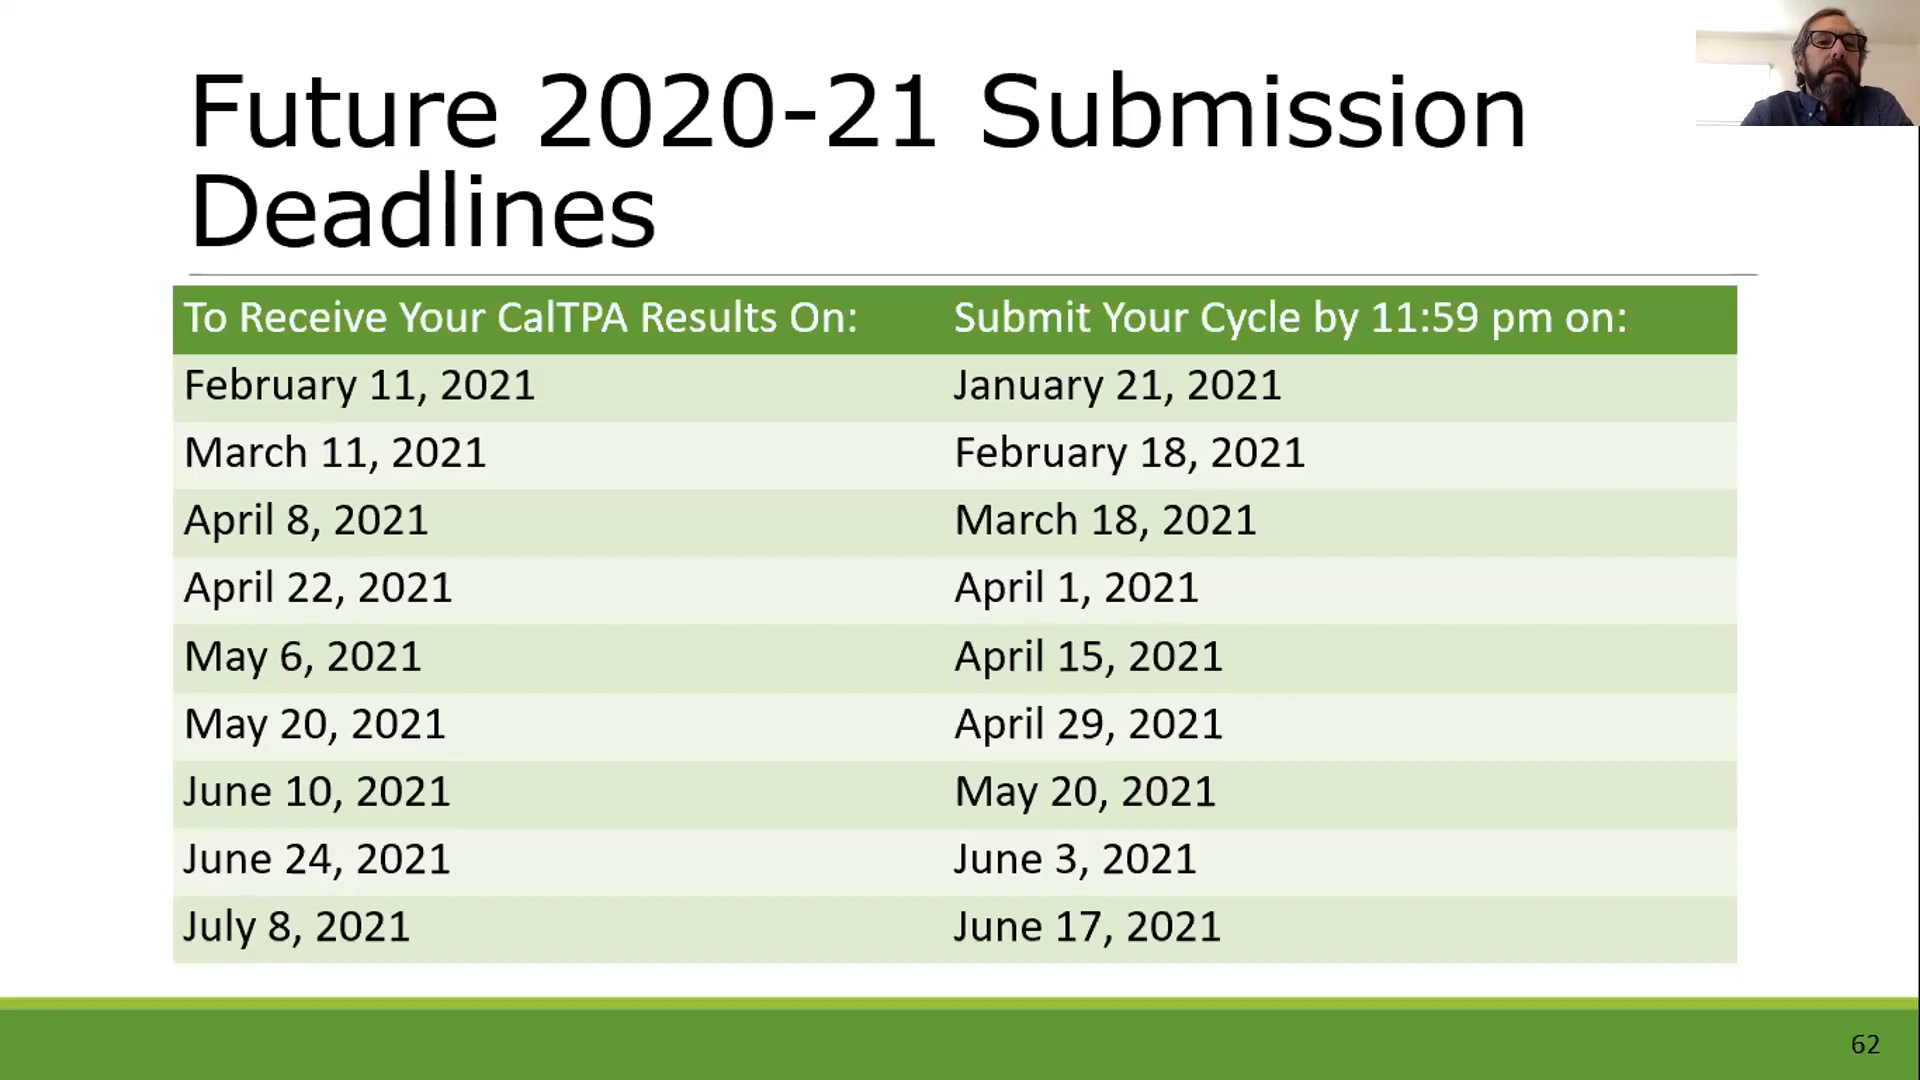 Future 2020-21 Submission
Deadlines
To Receive Your CalTPA Results On: Submit Your Cycle by 11:59 pm on:
February 11, 2021 January 21, 2021
March 11, 2021 February 18, 2021
April 8, 2021 March 18, 2021
April 22, 2021 April 1, 2021
May 6, 2021 April 15, 2021
May 20, 2021 April 29, 2021
June 10, 2021 May 20, 2021
June 24, 2021 June 3, 2021
July 8, 2021 June 17, 2021
62